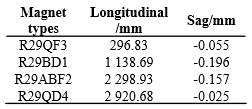 Magnet types Longitudinal /mm Sag/mm
R29QF3 296.83 -0.055
R29BD1 1 138.69 -0.196
R29ABF2 2 298.93 -0.157
R29QD4 2 920.68 -0.025